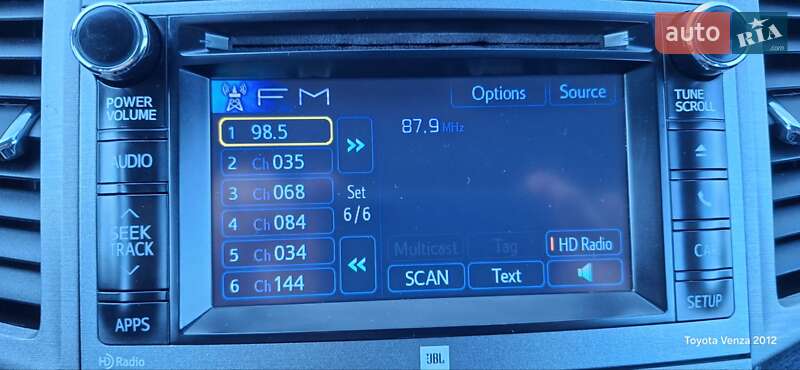 auto RIA .com
POWER
VOLUME
TUNE
SCROLL
FM
Options
Source
1 98.5
87.9 MHz
2 Ch 035
AUDIO
3 Ch 068
Set
6/6
4 Ch 084
SEEK
TRACK
5 Ch 034
Multicast
Tag
HD Radio
6 Ch 144
SCAN
Text
SETUP
APPS
HD Radio
JBL
Toyota Venza 2012